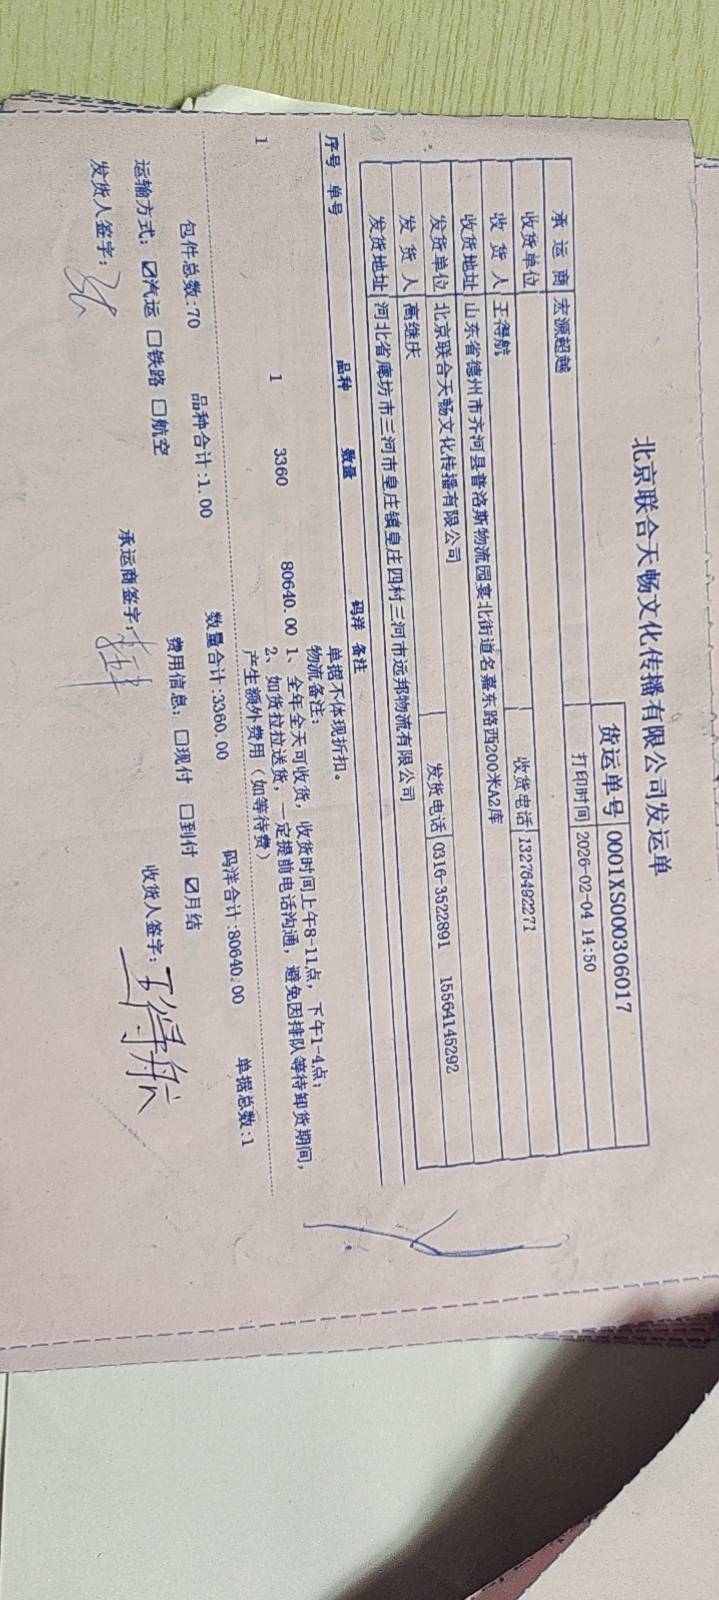 北京联合天畅文化传播有限公司发运单
货运单号 0001XS000306017
打印时间 2026-02-04 14:50
承运商 宏源超越
收货单位
收货人 王得航 收货电话 13276492271
收货地址 山东省德州市齐河县普洛斯物流园宴北街道名嘉东路西200米A2库
发货单位 北京联合天畅文化传播有限公司
发货人 高继庆 发货电话 0316-3522891 15564145292
发货地址 河北省廊坊市三河市皇庄镇皇庄四村三河市远邦物流有限公司
序号 单号 品种 数量 码洋 备注
1 1 3360 80640.00
单据不体现折扣。
物流备注:
1、全年全天可收货,收货时间上午8-11点,下午1-4点;
2、如货拉拉送货,一定提前电话沟通,避免因排队等待卸货期间,
产生额外费用(如等待费)
包件总数:70 品种合计:1.00 数量合计:3360.00 码洋合计:80640.00 单据总数:1
运输方式: ☑汽运 ☐铁路 ☐航空 费用信息: ☐现付 ☐到付 ☑月结
发货人签字: 承运商签字: 收货人签字: 王得航